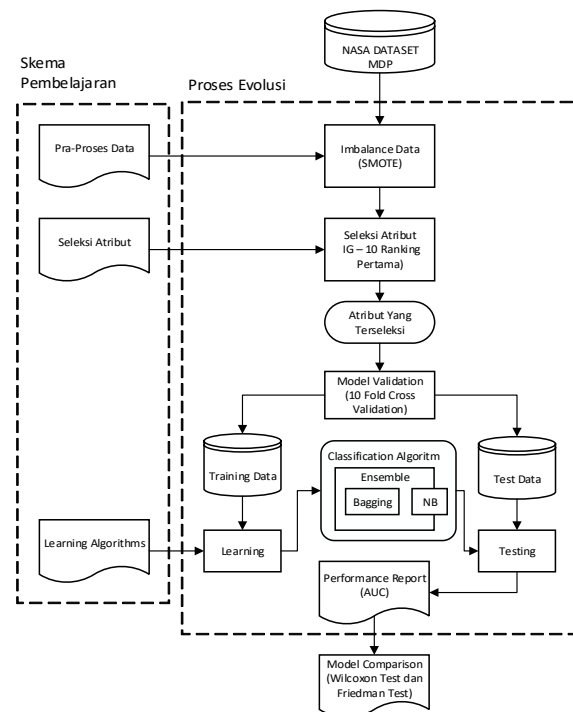 NASA DATASET
MDP
Skema
Pembelajaran
Proses Evolusi
Pra-Proses Data
Imbalance Data
(SMOTE)
Seleksi Atribut
Seleksi Atribut
IG – 10 Ranking
Pertama)
Atribut Yang
Terseleksi
Model Validation
(10 Fold Cross
Validation)
Training Data
Classification Algoritm
Ensemble
Bagging
NB
Test Data
Learning Algorithms
Learning
Testing
Performance Report
(AUC)
Model Comparison
(Wilcoxon Test dan
Friedman Test)